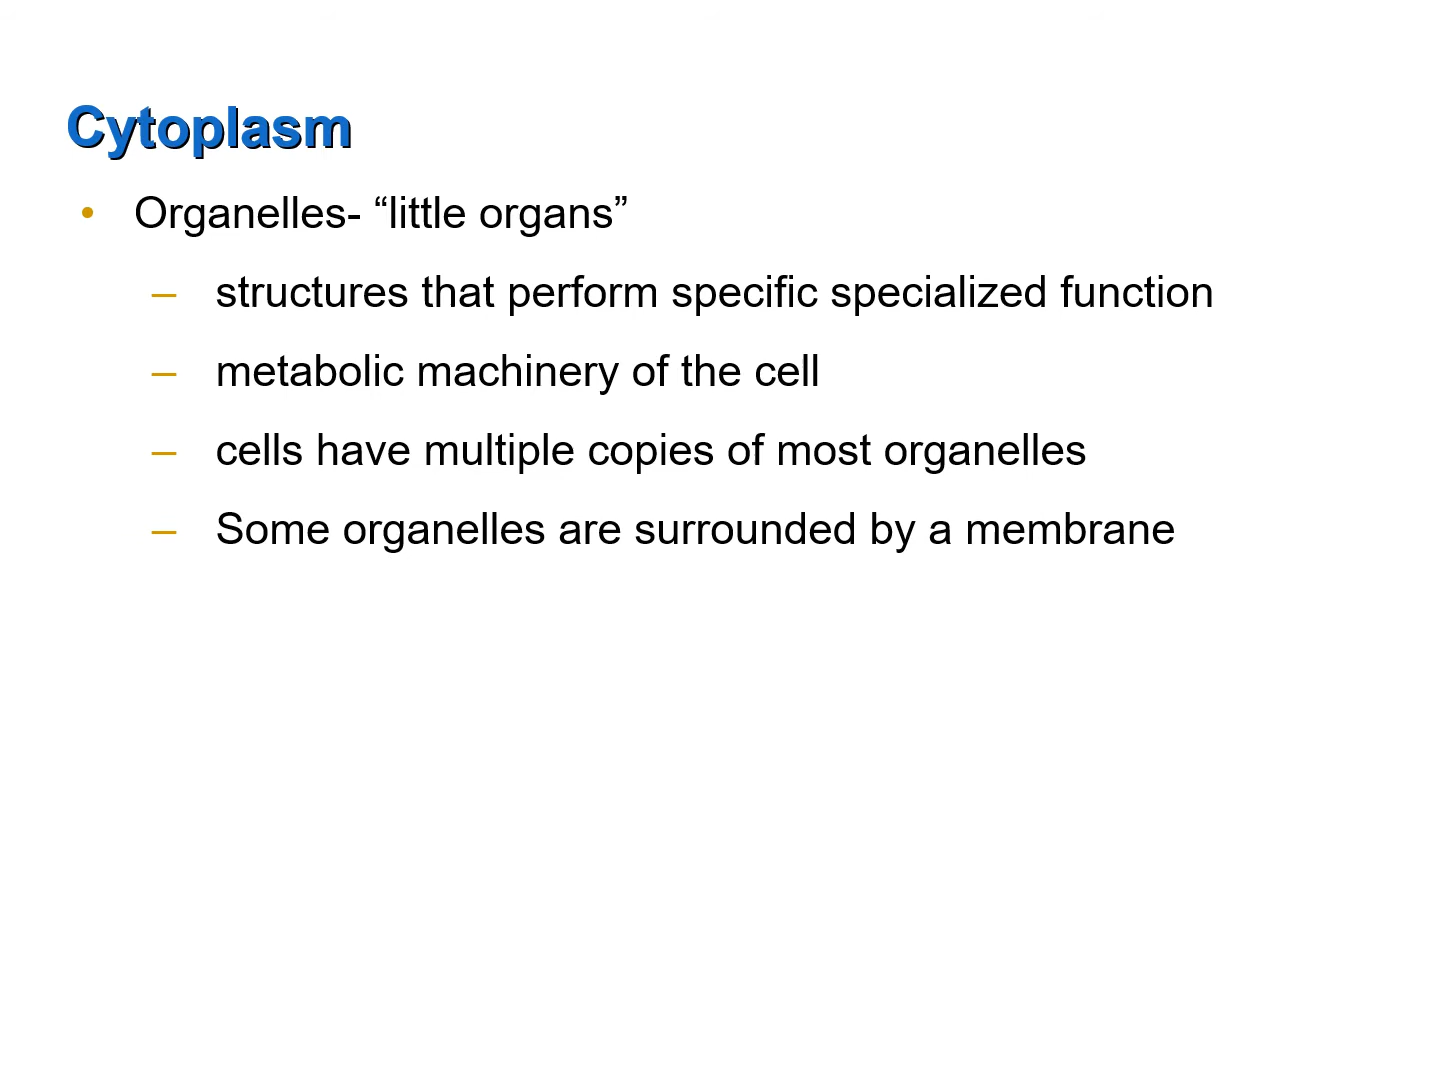 Cytoplasm
• Organelles- “little organs”
– structures that perform specific specialized function
– metabolic machinery of the cell
– cells have multiple copies of most organelles
– Some organelles are surrounded by a membrane